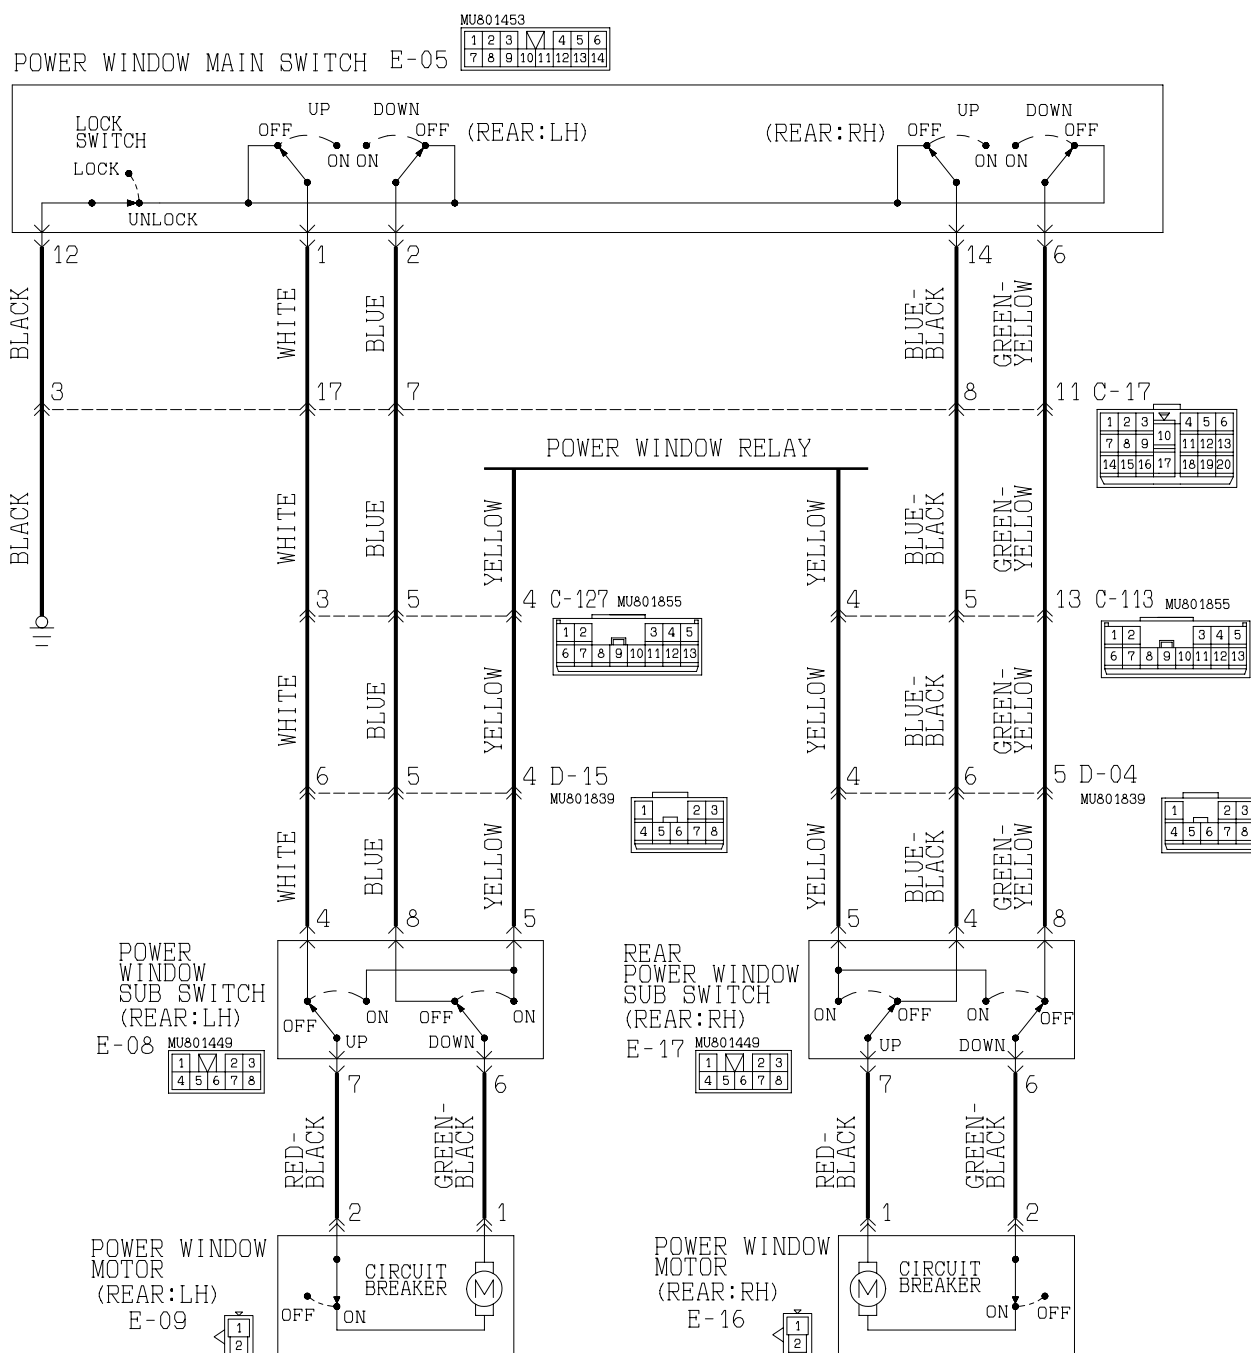 MU801453
1 2 3 4 5 6
7 8 9 10 11 12 13 14
POWER WINDOW MAIN SWITCH E-05
LOCK
SWITCH
LOCK
UNLOCK
UP DOWN
OFF OFF (REAR:LH)
ON ON
UP DOWN
(REAR:RH) OFF OFF
ON ON
12 1 2 14 6
BLACK WHITE BLUE BLUE-BLACK GREEN-YELLOW
3 17 7 8 11 C-17
1 2 3 4 5 6
7 8 9 10 11 12 13
14 15 16 17 18 19 20
POWER WINDOW RELAY
BLACK WHITE BLUE YELLOW YELLOW BLUE-BLACK GREEN-YELLOW
3 5 4 C-127 MU801855
1 2 3 4 5
6 7 8 9 10 11 12 13
4 5 13 C-113 MU801855
1 2 3 4 5
6 7 8 9 10 11 12 13
WHITE BLUE YELLOW YELLOW BLUE-BLACK GREEN-YELLOW
6 5 4 D-15
MU801839
1 2 3
4 5 6 7 8
4 6 5 D-04
MU801839
1 2 3
4 5 6 7 8
WHITE BLUE YELLOW YELLOW BLUE-BLACK GREEN-YELLOW
4 8 5 5 4 8
POWER
WINDOW
SUB SWITCH
(REAR:LH)
E-08 MU801449
1 2 3
4 5 6 7 8
OFF ON OFF ON
UP DOWN
REAR
POWER WINDOW
SUB SWITCH
(REAR:RH)
E-17 MU801449
1 2 3
4 5 6 7 8
ON OFF ON OFF
UP DOWN
7 6 7 6
RED-BLACK GREEN-BLACK RED-BLACK GREEN-BLACK
2 1 1 2
POWER WINDOW
MOTOR
(REAR:LH)
E-09
1
2
CIRCUIT
BREAKER
M
OFF ON
POWER WINDOW
MOTOR
(REAR:RH)
E-16
1
2
M
CIRCUIT
BREAKER
ON OFF